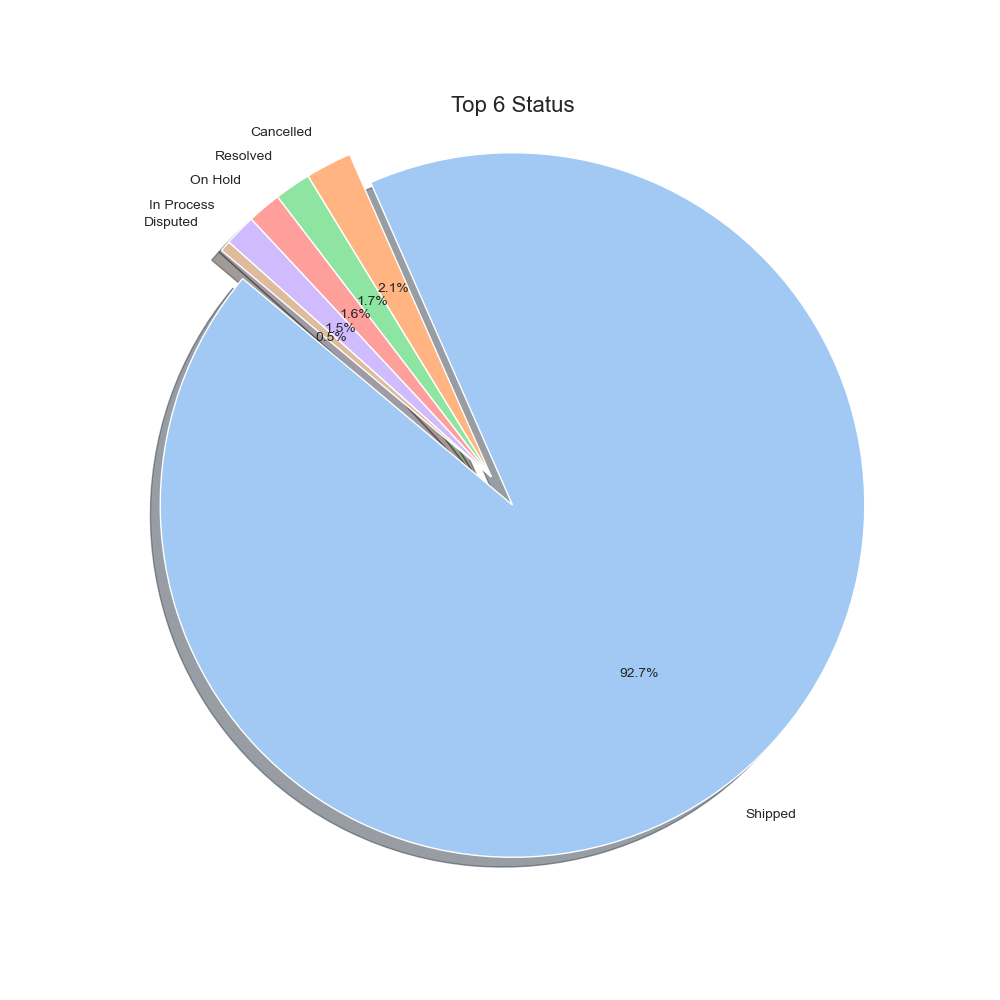 Top 6 Status
Cancelled
Resolved
On Hold
In Process
Disputed
2.1%
1.7%
1.6%
1.5%
0.5%
92.7%
Shipped